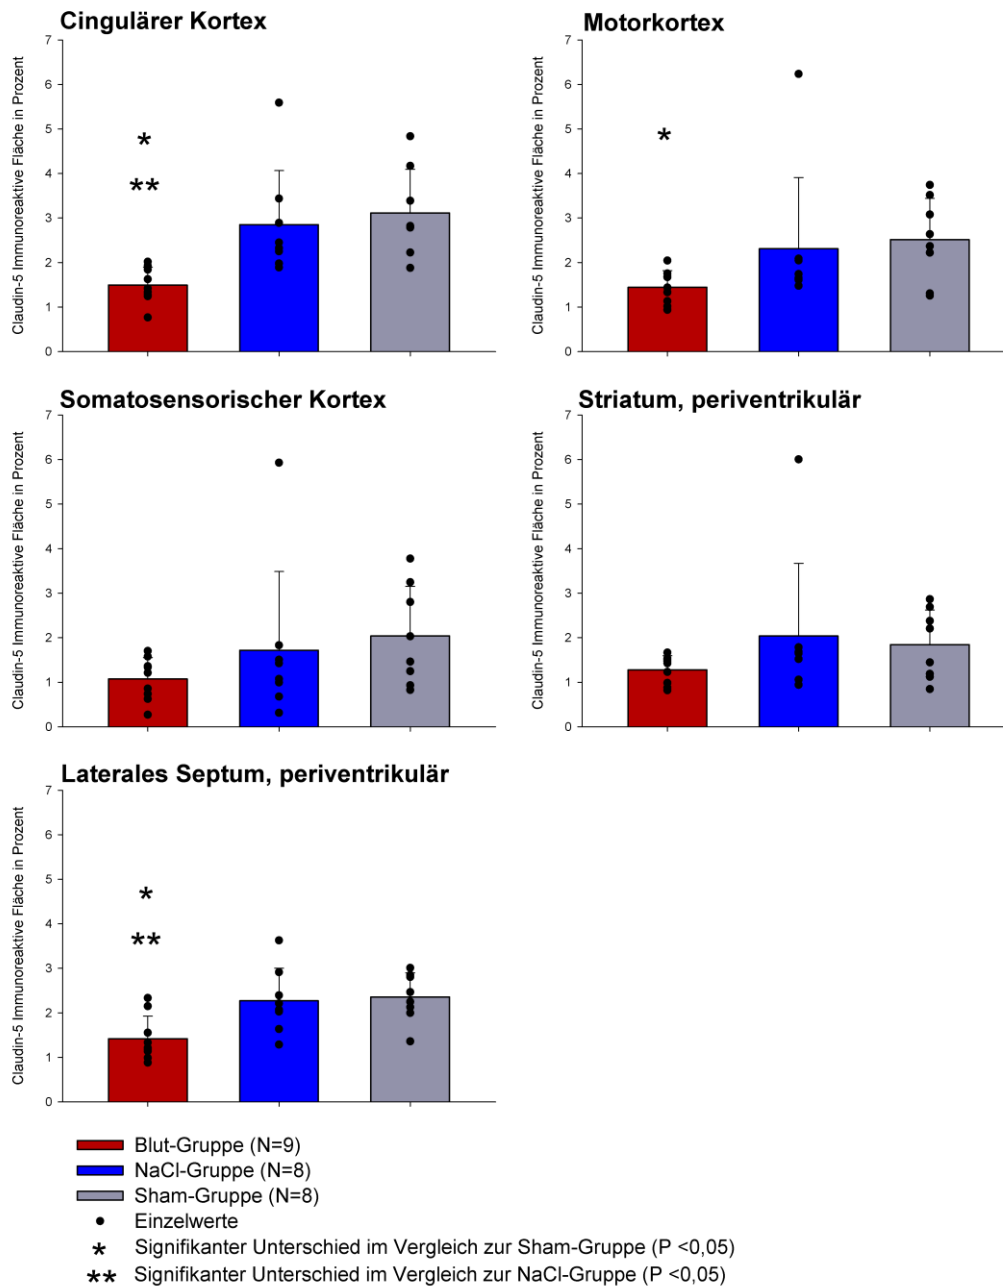 Cingulärer Kortex
Claudin-5 Immunoreaktive Fläche in Prozent
7
6
5
4
3
2
1
0
*
**
Motorkortex
Claudin-5 Immunoreaktive Fläche in Prozent
7
6
5
4
3
2
1
0
*
Somatosensorischer Kortex
Claudin-5 Immunoreaktive Fläche in Prozent
7
6
5
4
3
2
1
0
Striatum, periventrikulär
Claudin-5 Immunoreaktive Fläche in Prozent
7
6
5
4
3
2
1
0
Laterales Septum, periventrikulär
Claudin-5 Immunoreaktive Fläche in Prozent
7
6
5
4
3
2
1
0
*
**
Blut-Gruppe (N=9)
NaCl-Gruppe (N=8)
Sham-Gruppe (N=8)
Einzelwerte
* Signifikanter Unterschied im Vergleich zur Sham-Gruppe (P <0,05)
** Signifikanter Unterschied im Vergleich zur NaCl-Gruppe (P <0,05)